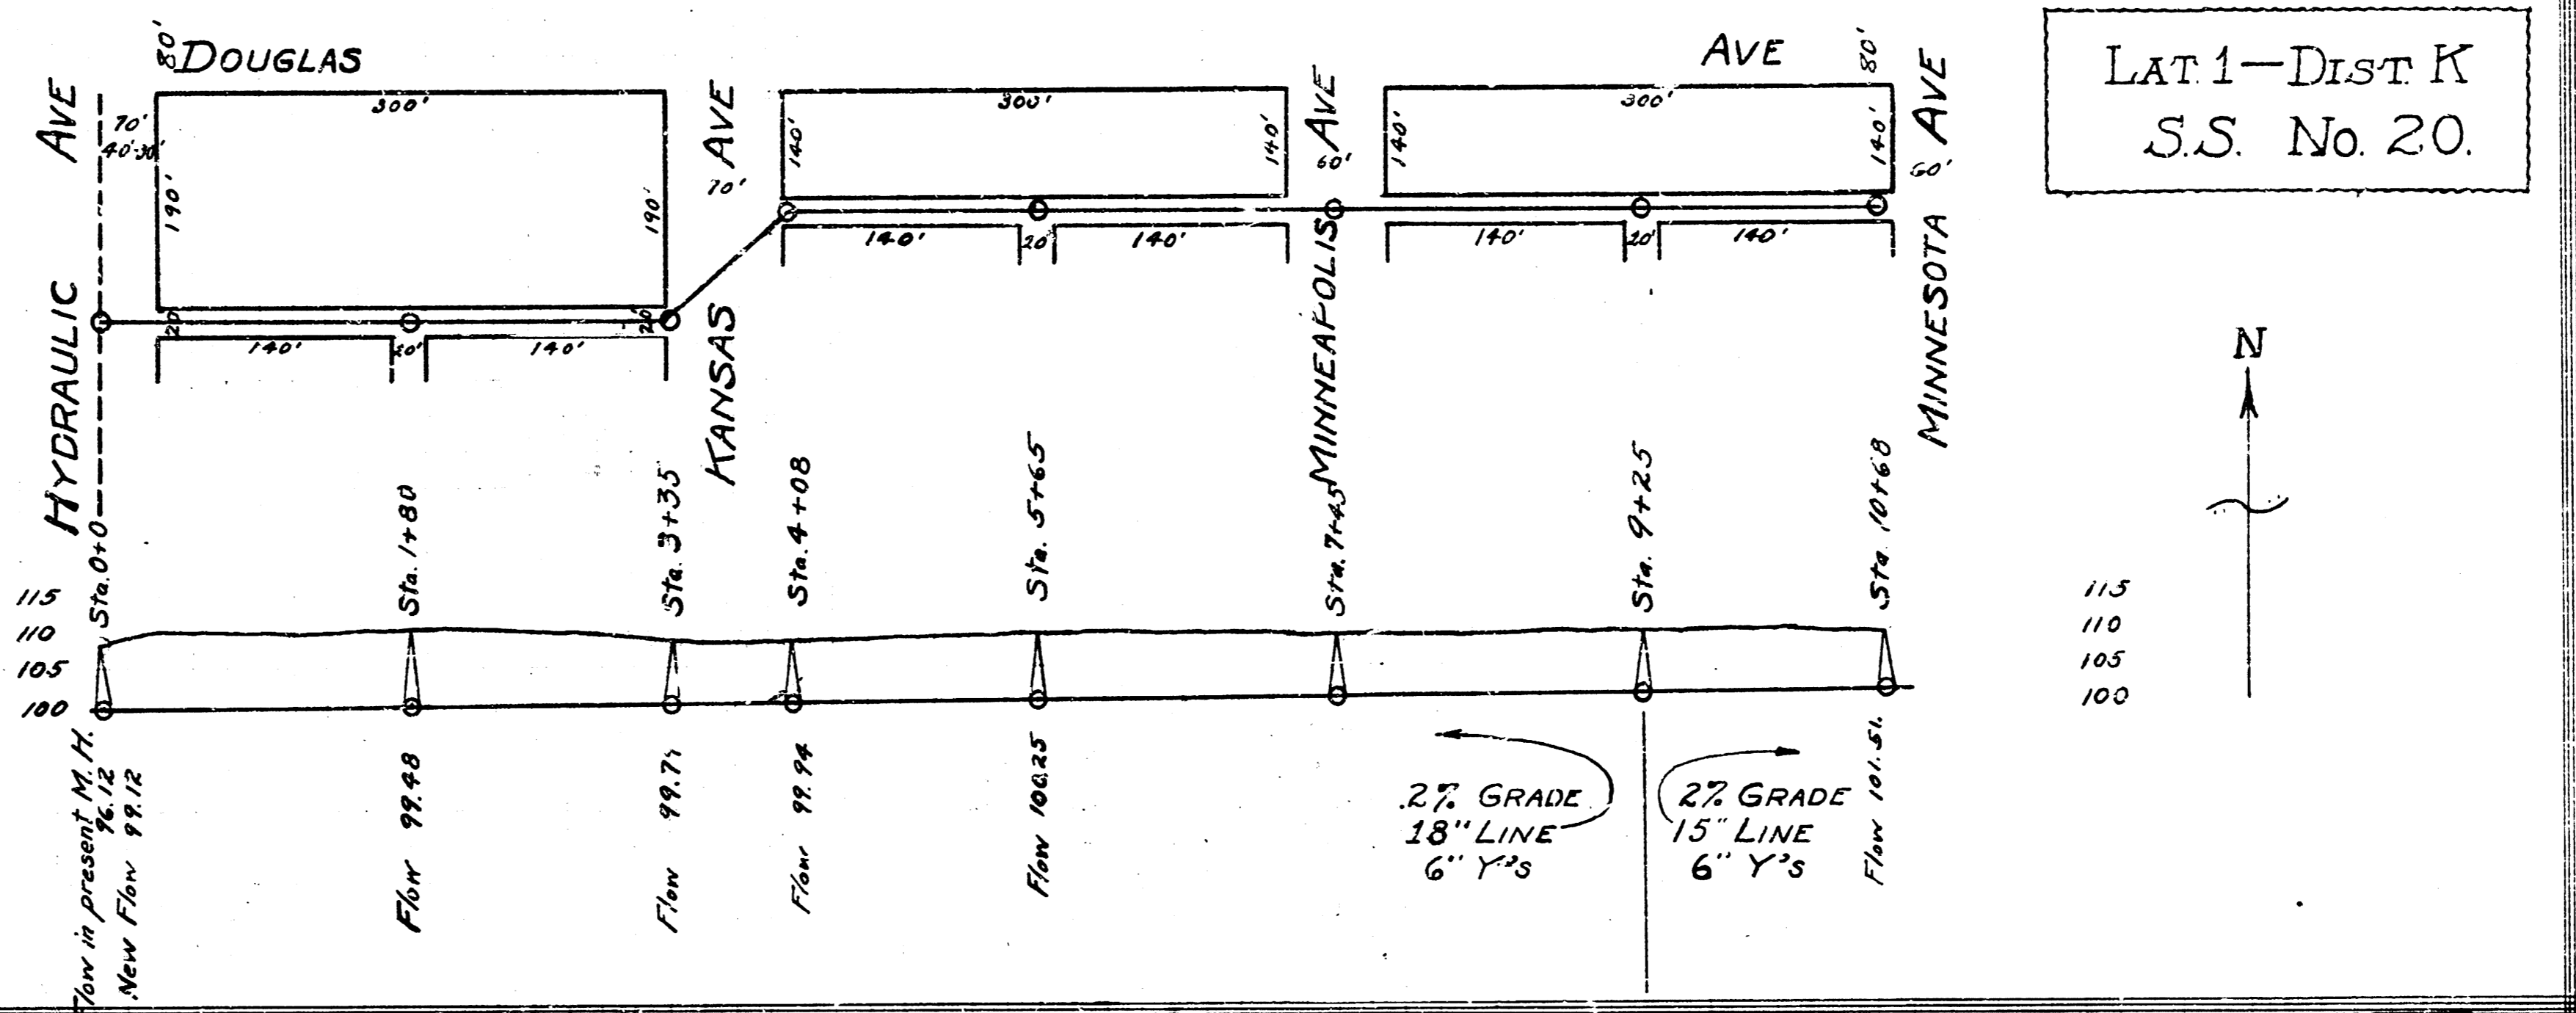 LAT. 1—DIST. K
S.S. No. 20.
80'
DOUGLAS AVE
80'
HYDRAULIC AVE
70'
40'-30'
300'
190'
190'
20'
20'
140'
20'
140'
KANSAS AVE
70'
300'
140'
140'
140'
20'
140'
MINNEAPOLIS AVE
60'
300'
140'
140'
140'
20'
140'
MINNESOTA AVE
60'
N
Sta. 0+0
Sta. 1+80
Sta. 3+35
Sta. 4+08
Sta. 5+65
Sta. 7+45
Sta. 9+25
Sta. 10+68
115
110
105
100
115
110
105
100
Flow in present M.H.
96.12
New Flow 99.12
Flow 99.48
Flow
Flow 99.94
Flow 100.25
.2% GRADE
18" LINE
6" Y's
.2% GRADE
15" LINE
6" Y's
Flow 101.51.